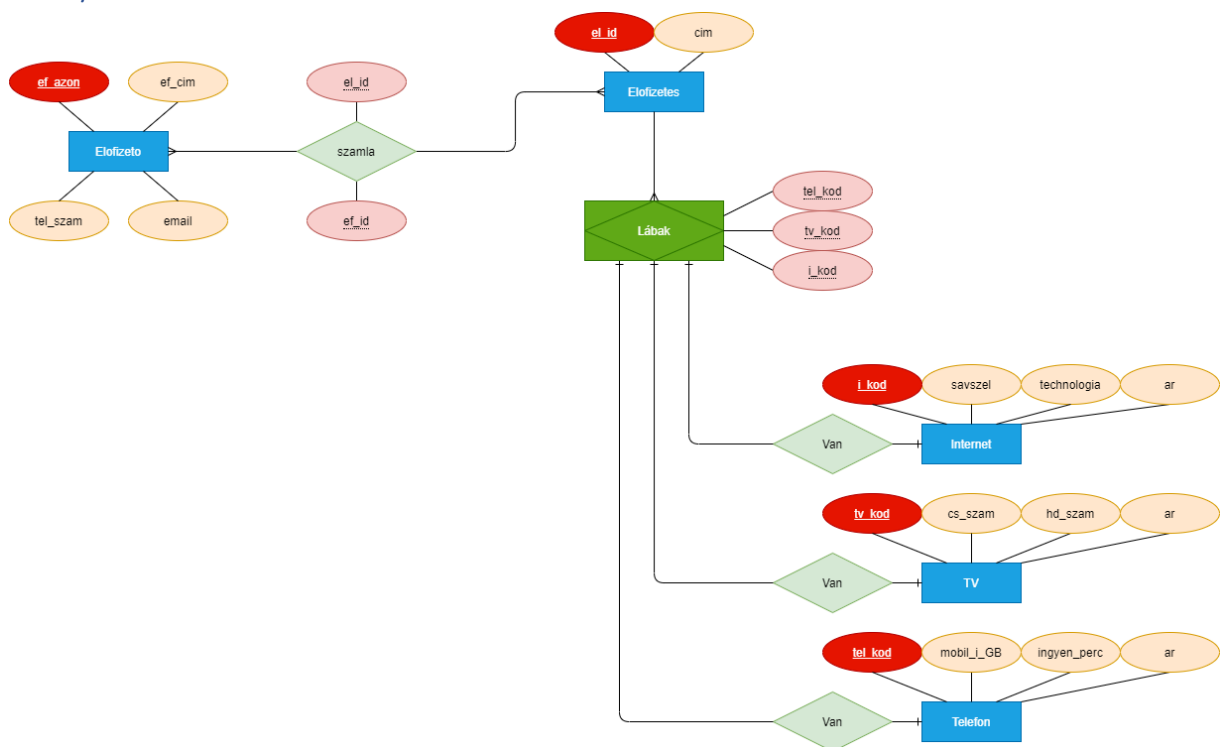 el_id
cim
ef_azon
ef_cim
el_id
Elofizetes
Elofizeto
szamla
tel_szam
email
ef_id
tel_kod
Lábak
tv_kod
i_kod
i_kod
savszel
technologia
ar
Van
Internet
tv_kod
cs_szam
hd_szam
ar
Van
TV
tel_kod
mobil_i_GB
ingyen_perc
ar
Van
Telefon